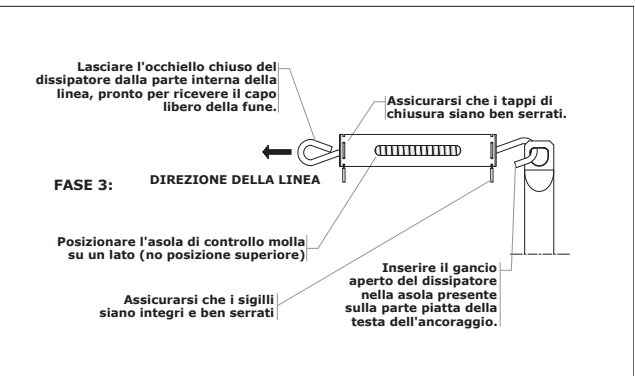 Lasciare l'occhiello chiuso del
dissipatore dalla parte interna della
linea, pronto per ricevere il capo
libero della fune.
Assicurarsi che i tappi di
chiusura siano ben serrati.
FASE 3:
DIREZIONE DELLA LINEA
Posizionare l'asola di controllo molla
su un lato (no posizione superiore)
Assicurarsi che i sigilli
siano integri e ben serrati
Inserire il gancio
aperto del dissipatore
nella asola presente
sulla parte piatta della
testa dell'ancoraggio.